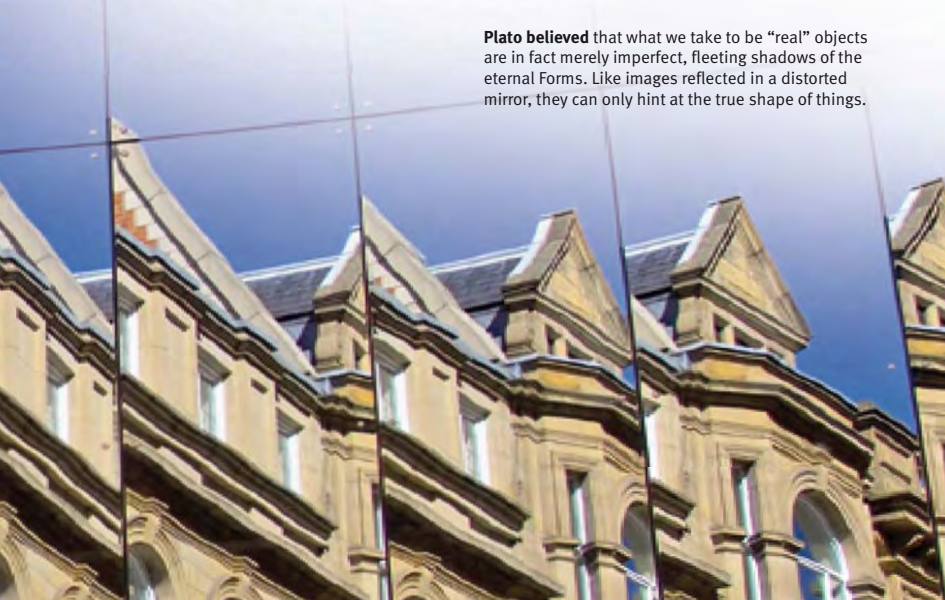 Plato believed that what we take to be “real” objects
are in fact merely imperfect, fleeting shadows of the
eternal Forms. Like images reflected in a distorted
mirror, they can only hint at the true shape of things.